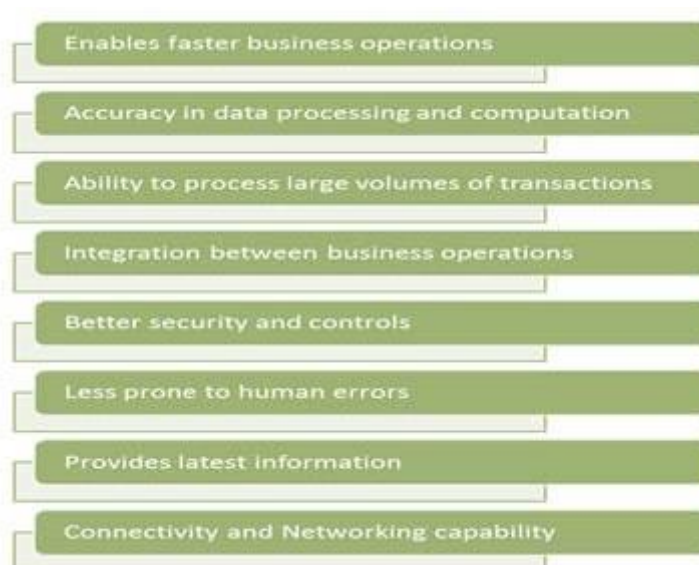 Enables faster business operations
Accuracy in data processing and computation
Ability to process large volumes of transactions
Integration between business operations
Better security and controls
Less prone to human errors
Provides latest information
Connectivity and Networking capability